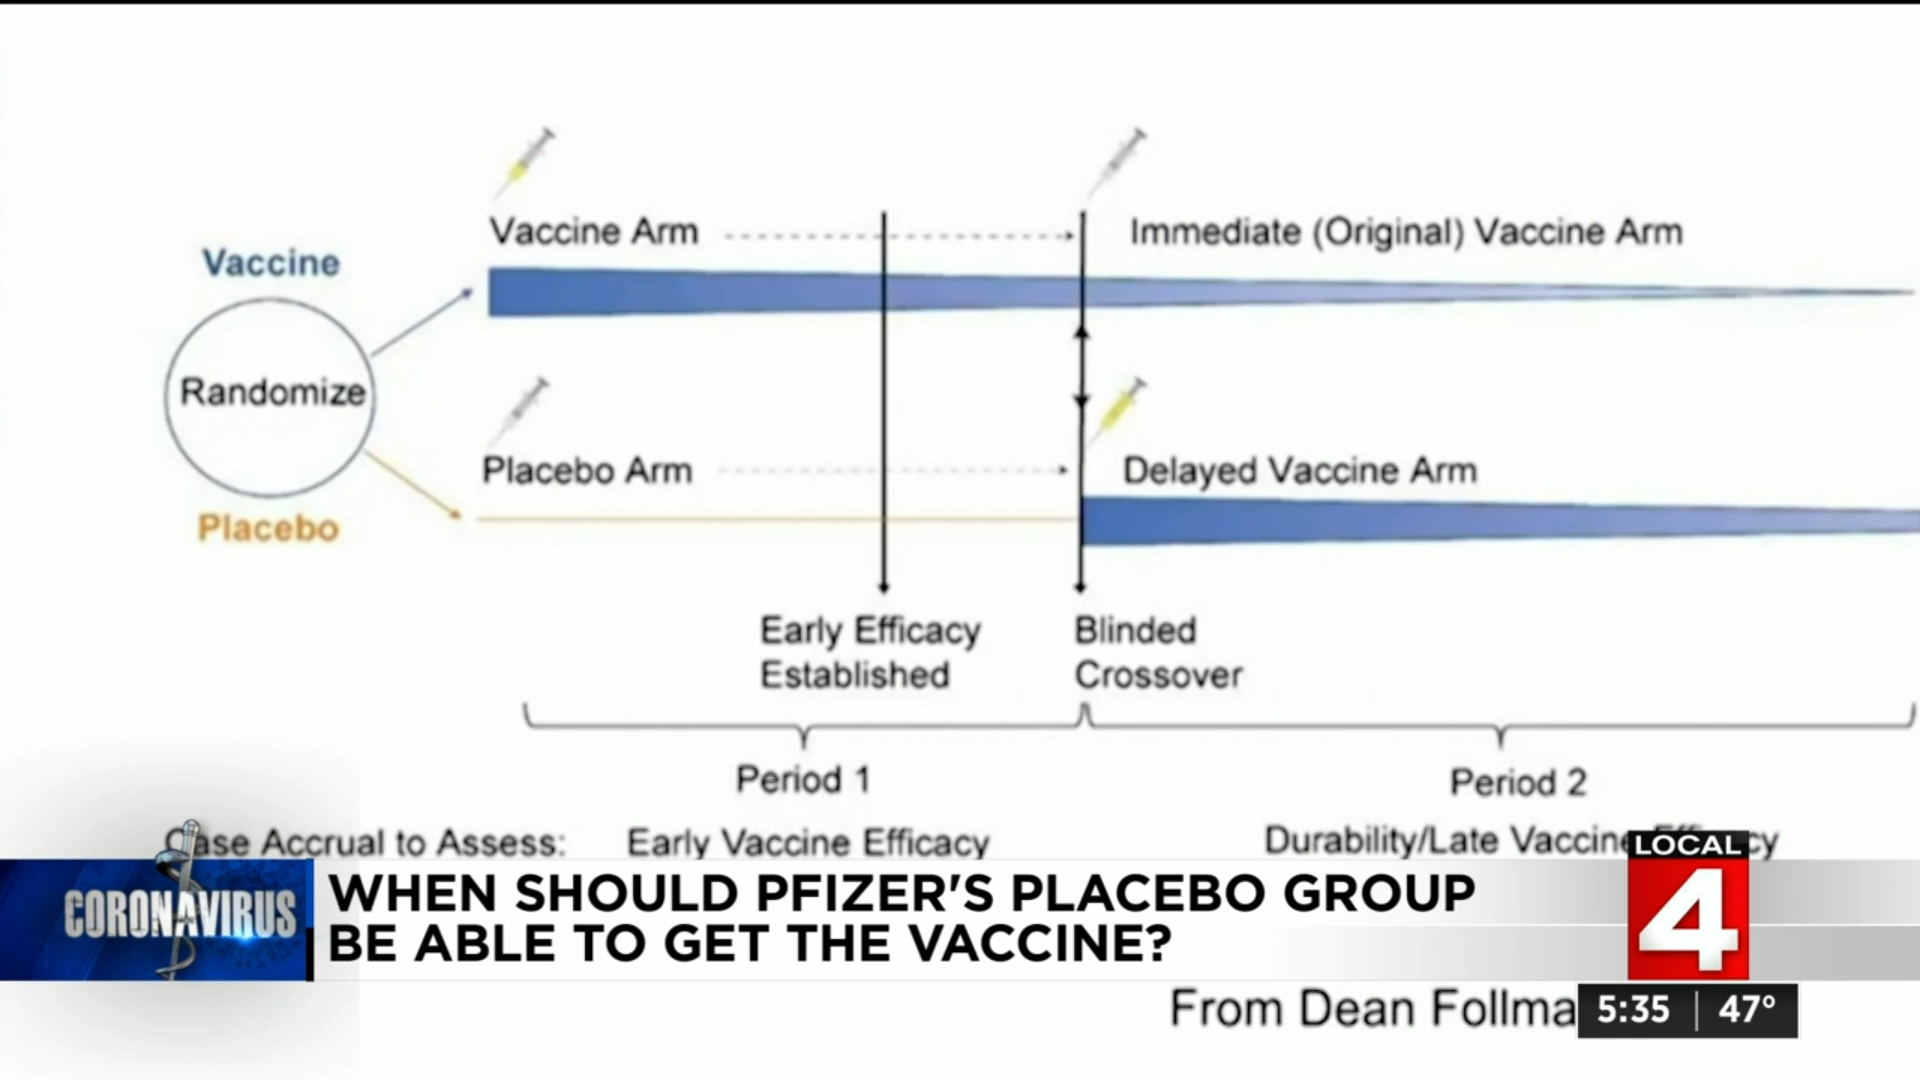 Vaccine Arm
Immediate (Original) Vaccine Arm
Vaccine
Randomize
Placebo Arm
Delayed Vaccine Arm
Placebo
Early Efficacy
Established
Blinded
Crossover
Period 1
Period 2
Case Accrual to Assess:
Early Vaccine Efficacy
Durability/Late Vaccine Efficacy
LOCAL
4
CORONAVIRUS
WHEN SHOULD PFIZER'S PLACEBO GROUP
BE ABLE TO GET THE VACCINE?
From Dean Follma
5:35
47°